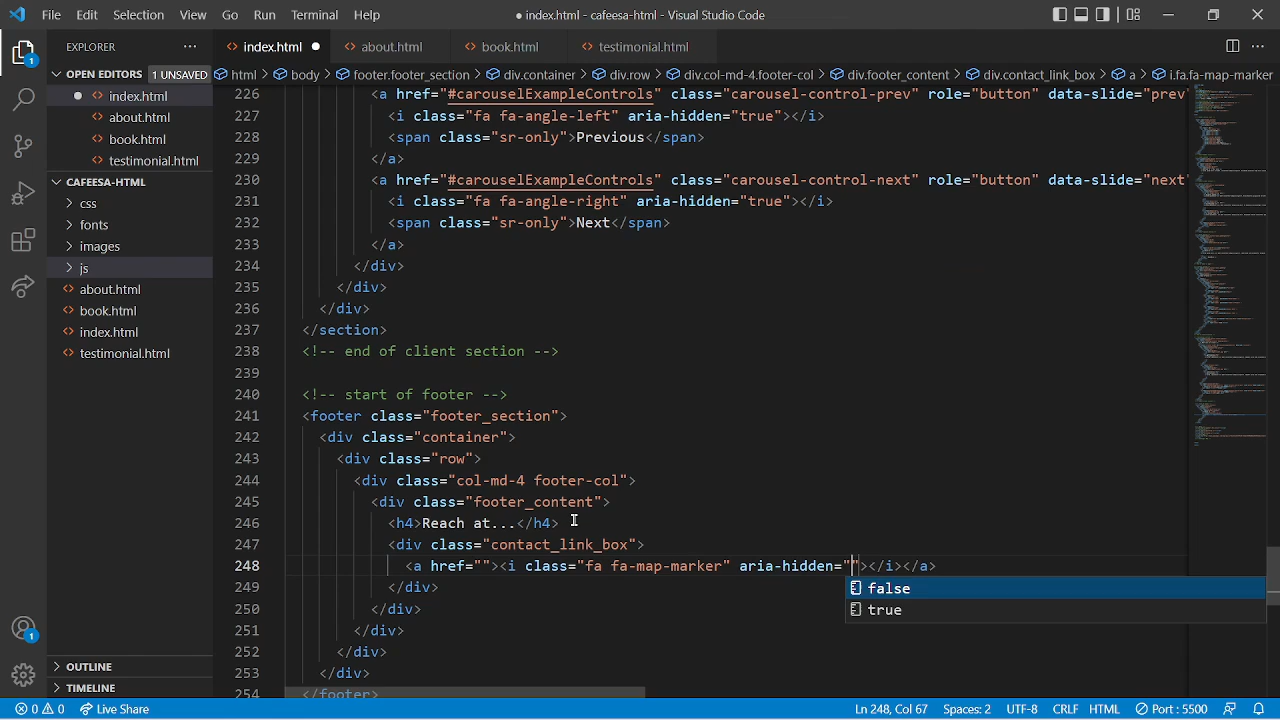 File Edit Selection View Go Run Terminal Help ● index.html - cafeesa-html - Visual Studio Code
EXPLORER ···
index.html ● about.html book.html testimonial.html
OPEN EDITORS 1 UNSAVED
html > body > footer.footer_section > div.container > div.row > div.col-md-4.footer-col > div.footer_content > div.contact_link_box > a > i.fa.fa-map-marker
● index.html
about.html
book.html
testimonial.html
CAFEESA-HTML
css
fonts
images
js
about.html
book.html
index.html
testimonial.html
226 <a href="#carouselExampleControls" class="carousel-control-prev" role="button" data-slide="prev"
227 <i class="fa fa-angle-left" aria-hidden="true"></i>
228 <span class="sr-only">Previous</span>
229 </a>
230 <a href="#carouselExampleControls" class="carousel-control-next" role="button" data-slide="next"
231 <i class="fa fa-angle-right" aria-hidden="true"></i>
232 <span class="sr-only">Next</span>
233 </a>
234 </div>
235 </div>
236 </div>
237 </section>
238 <!-- end of client section -->
239
240 <!-- start of footer -->
241 <footer class="footer_section">
242 <div class="container">
243 <div class="row">
244 <div class="col-md-4 footer-col">
245 <div class="footer_content">
246 <h4>Reach at...</h4>
247 <div class="contact_link_box">
248 <a href=""><i class="fa fa-map-marker" aria-hidden=""></i></a>
false
true
249 </div>
250 </div>
251 </div>
252 </div>
253 </div>
254 </footer>
OUTLINE
TIMELINE
1
1
0 0 Live Share Ln 248, Col 67 Spaces: 2 UTF-8 CRLF HTML Port : 5500